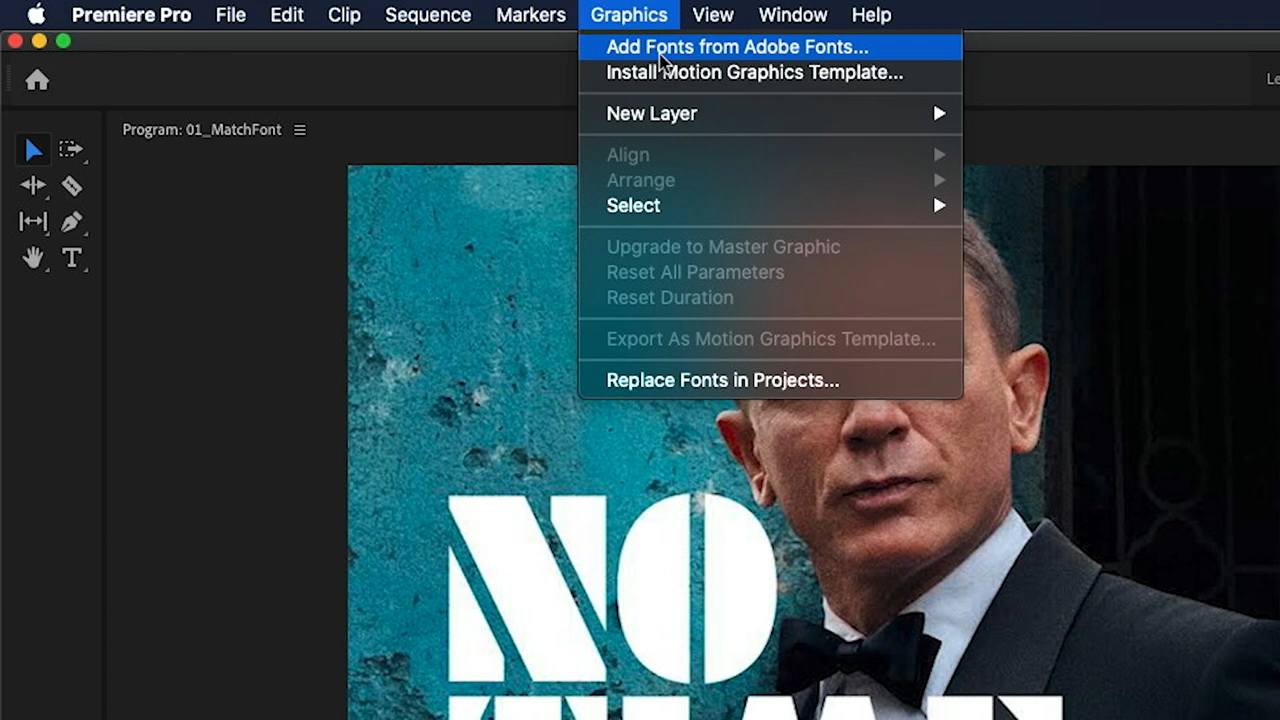 Premiere Pro File Edit Clip Sequence Markers Graphics View Window Help
Add Fonts from Adobe Fonts...
Install Motion Graphics Template...
New Layer
Align
Arrange
Select
Upgrade to Master Graphic
Reset All Parameters
Reset Duration
Export As Motion Graphics Template...
Replace Fonts in Projects...
Program: 01_MatchFont
NO